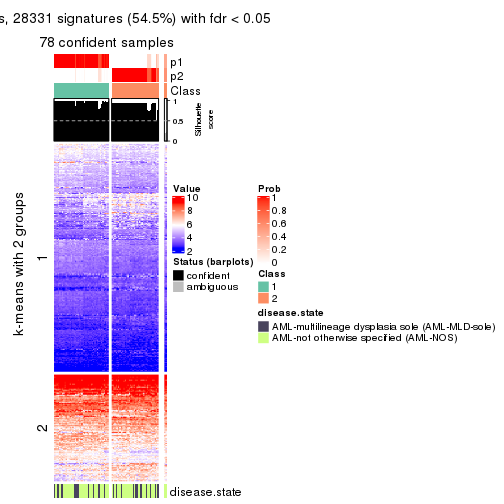 s, 28331 signatures (54.5%) with fdr < 0.05
78 confident samples
p1
p2
Class
1
0.5
0
Silhouette
score
k-means with 2 groups
1
2
Value
10
8
6
4
2
Status (barplots)
confident
ambiguous
Prob
1
0.8
0.6
0.4
0.2
0
Class
1
2
disease.state
AML-multilineage dysplasia sole (AML-MLD-sole)
AML-not otherwise specified (AML-NOS)
disease.state